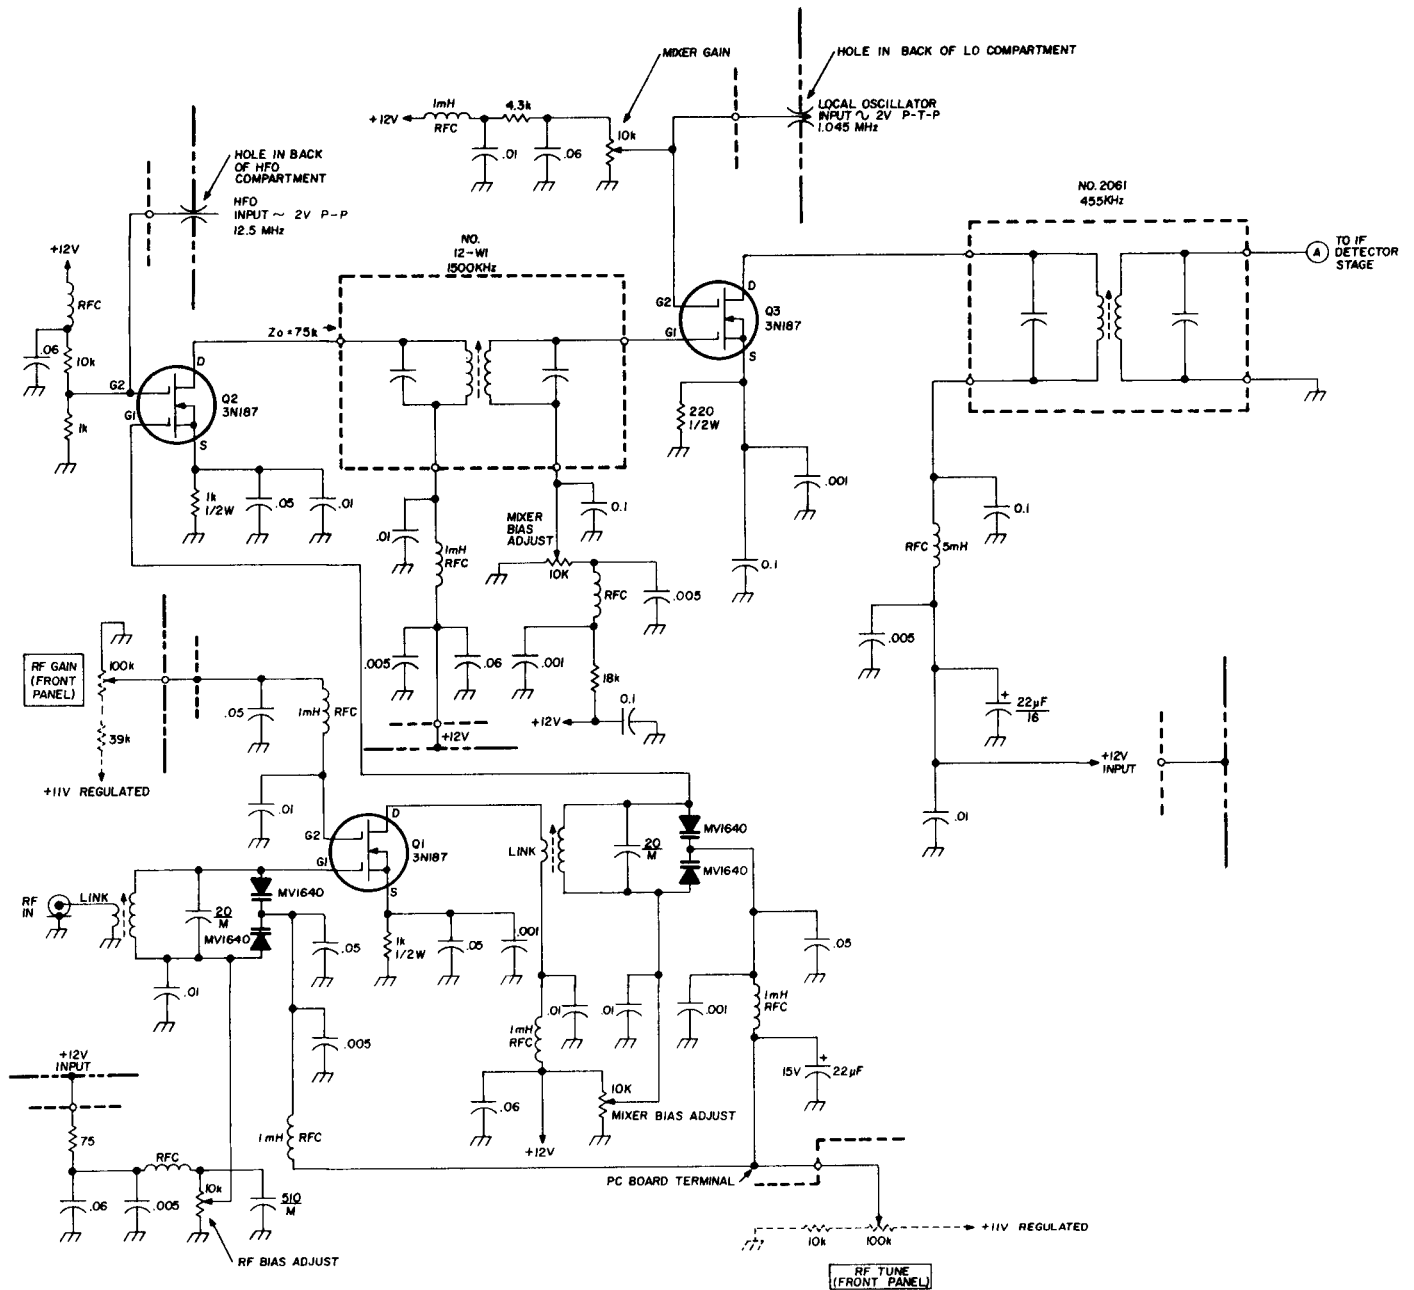 MIXER GAIN
HOLE IN BACK OF LO COMPARTMENT
+12V
1mH
RFC
4.3k
10k
.01
.06
LOCAL OSCILLATOR
INPUT ~ 2V P-T-P
1.045 MHz
HOLE IN BACK
OF HFO
COMPARTMENT
HFO
INPUT ~ 2V P-P
12.5 MHz
NO. 2061
455KHz
NO.
12-W1
1500KHz
A
TO IF
DETECTOR
STAGE
+12V
RFC
.06
10k
1k
G2
G1
D
S
Q2
3N187
Zo = 75k
G2
G1
D
S
Q3
3N187
1k
1/2W
.05
.01
220
1/2W
.001
0.1
.01
1mH
RFC
MIXER
BIAS
ADJUST
0.1
10K
RFC
.005
0.1
RFC 5mH
.005
.005
.06
.001
18k
+12V
0.1
+12V
22µF
16
+12V
INPUT
.01
RF GAIN
(FRONT
PANEL)
100k
39k
+11V REGULATED
.05
1mH RFC
.01
G2
G1
D
S
Q1
3N187
LINK
20
M
MV1640
MV1640
RF
IN
LINK
20
M
MV1640
MV1640
.01
.05
1k
1/2W
.05
.001
.005
.01
.01
.001
.05
1mH
RFC
1mH
RFC
15V
+
22µF
+12V
INPUT
75
RFC
.06
.005
10k
510
M
RF BIAS ADJUST
1mH RFC
.06
+12V
10K
MIXER BIAS ADJUST
PC BOARD TERMINAL
10k
100k
+11V REGULATED
RF TUNE
(FRONT PANEL)